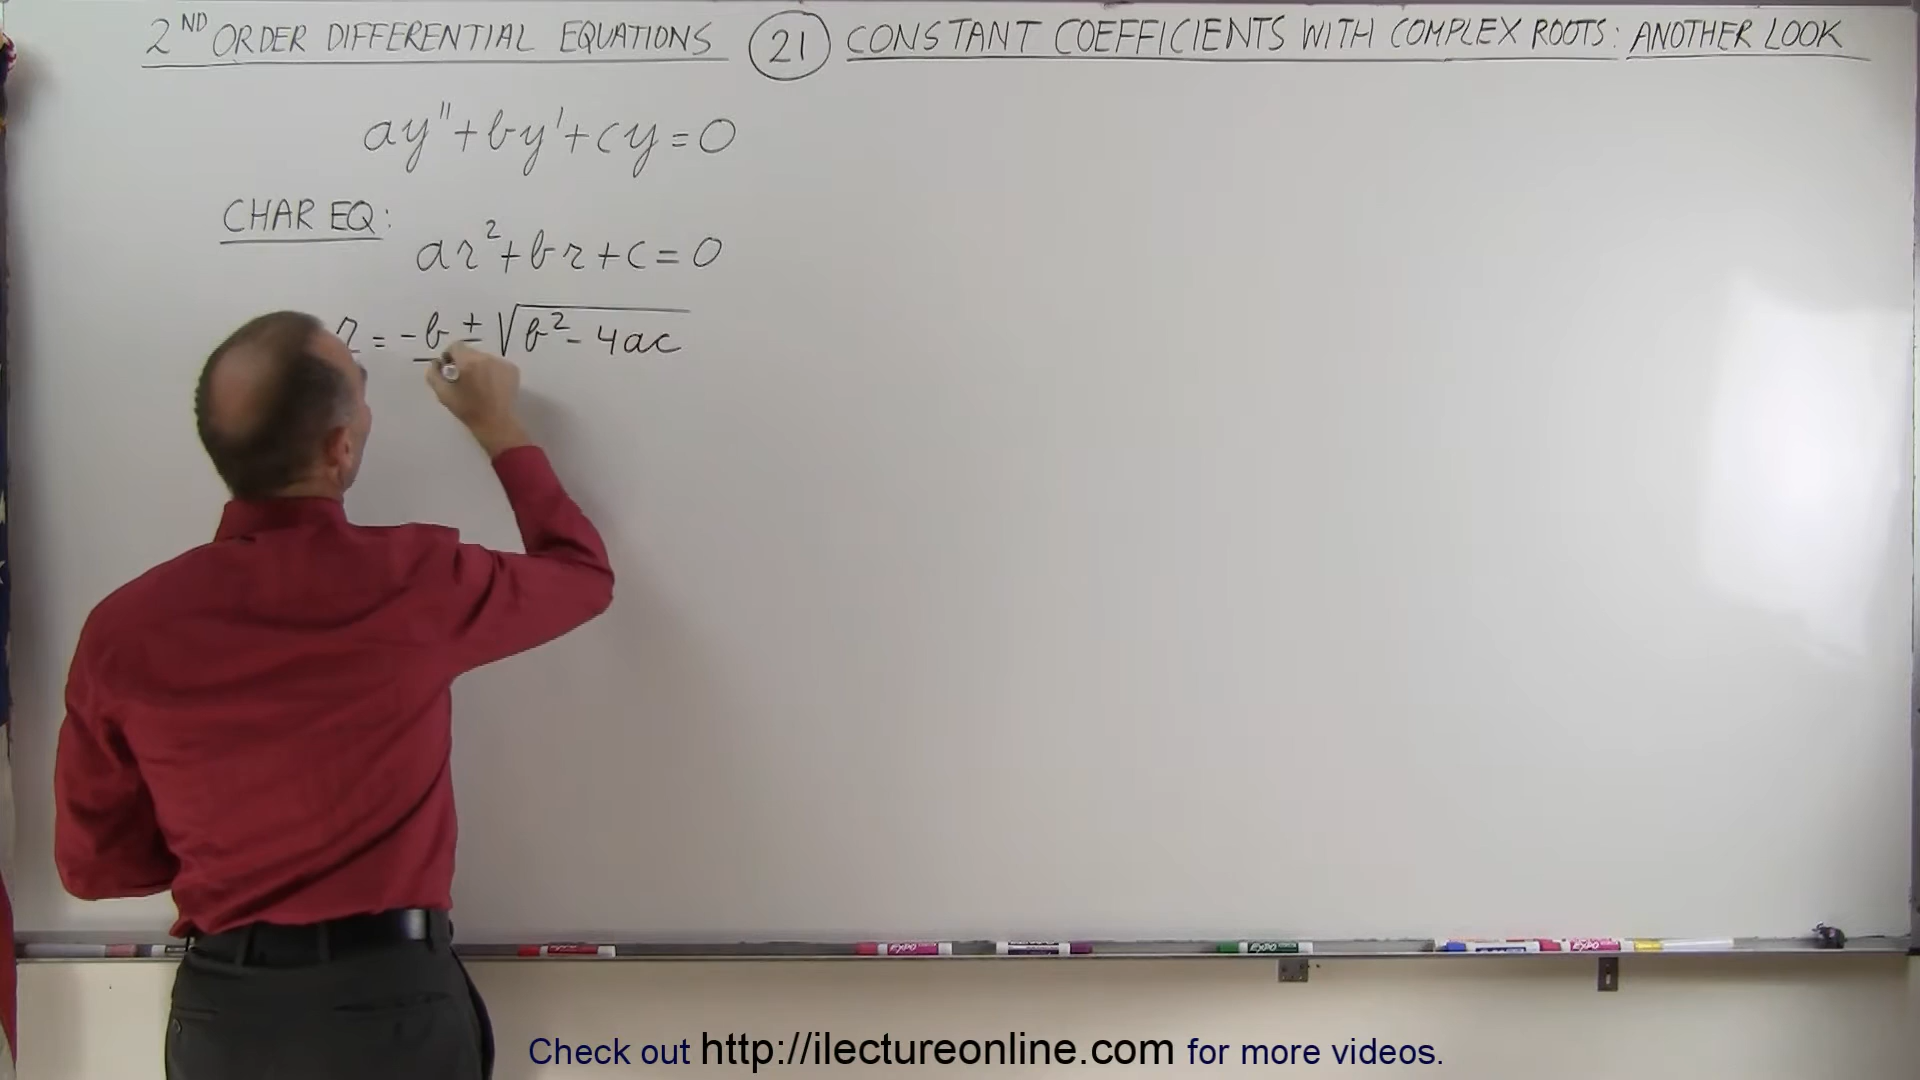 2ND ORDER DIFFERENTIAL EQUATIONS 21 CONSTANT COEFFICIENTS WITH COMPLEX ROOTS: ANOTHER LOOK
ay"+by'+cy=0
CHAR EQ:
ar²+br+c=0
r = -b ± √b² - 4ac
Check out http://ilectureonline.com for more videos.